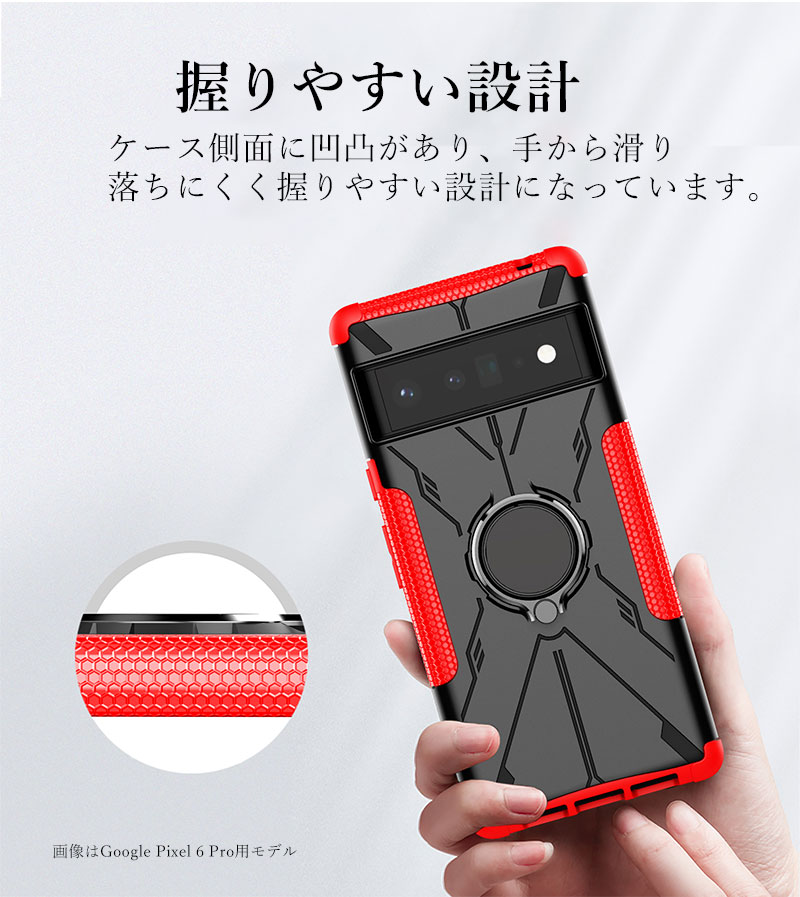 握りやすい設計
ケース側面に凹凸があり、手から滑り
落ちにくく握りやすい設計になっています。
画像はGoogle Pixel 6 Pro用モデル